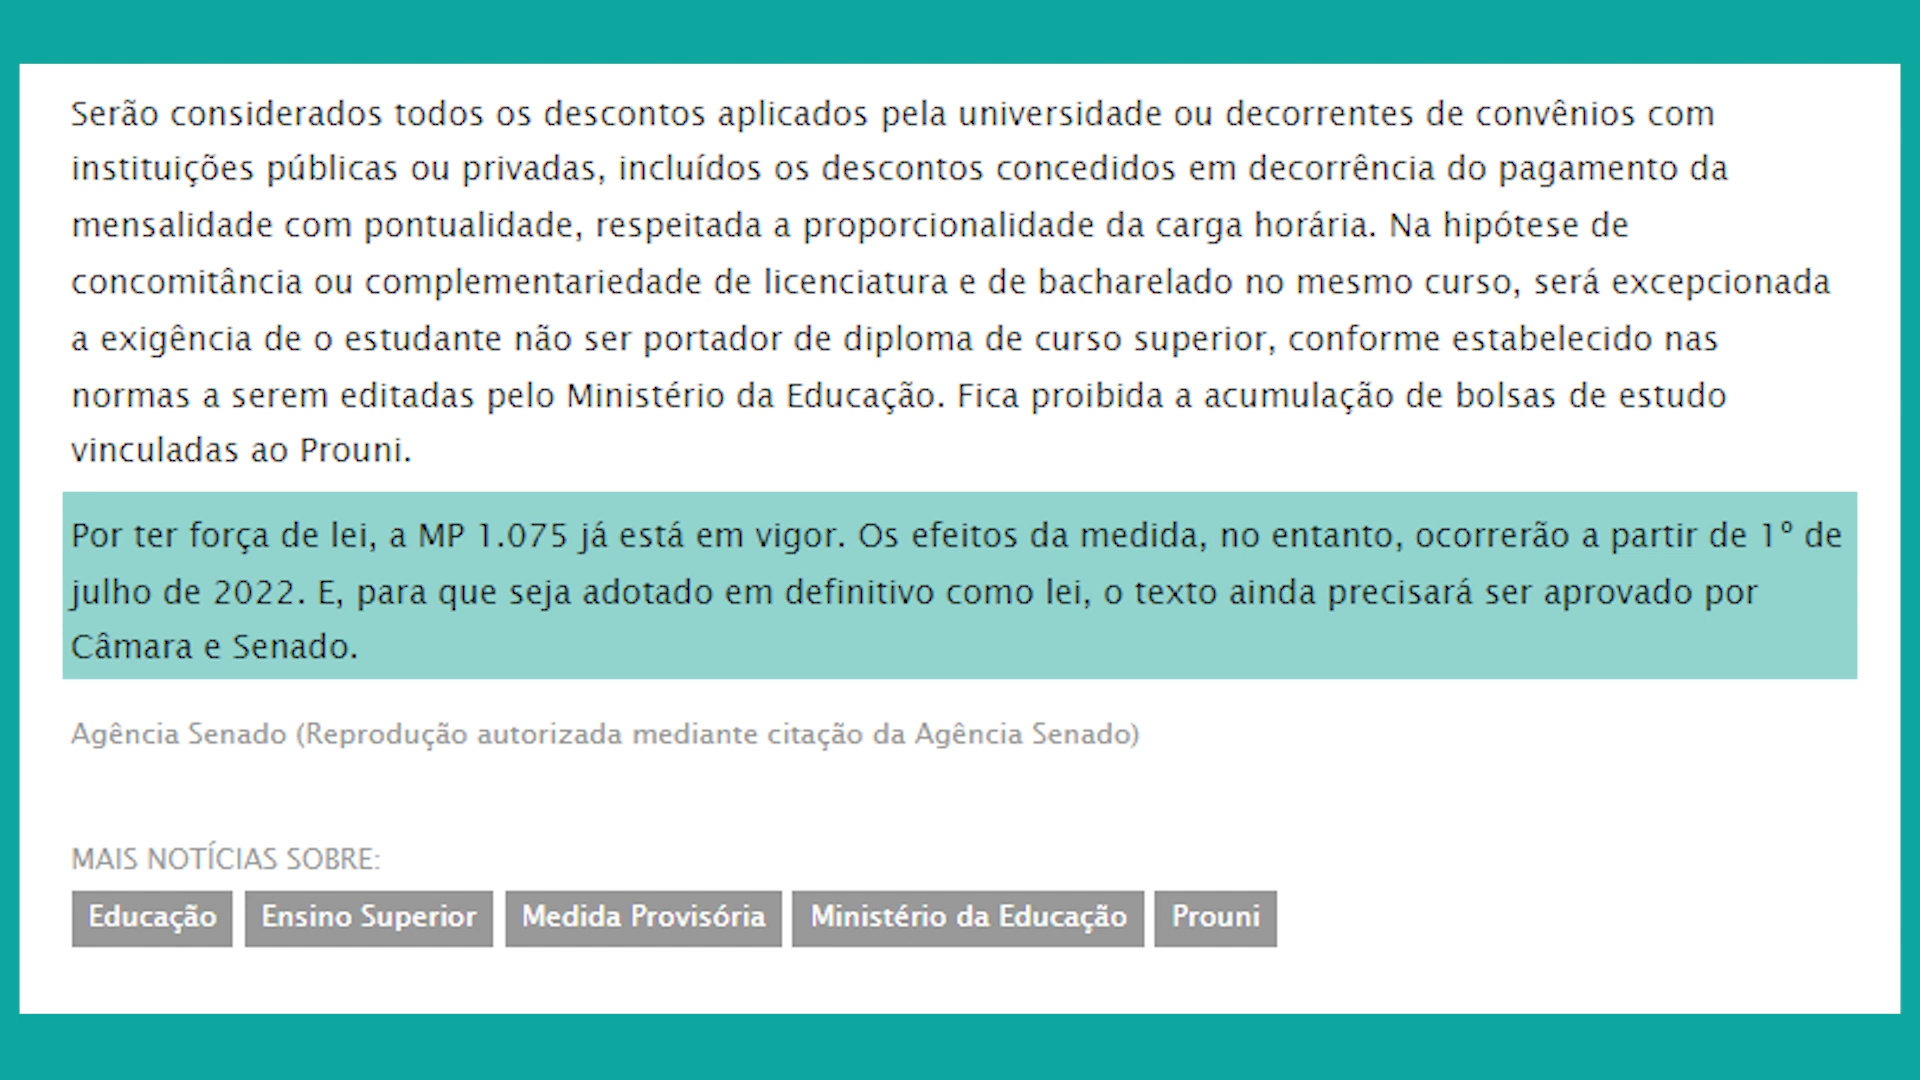 Serão considerados todos os descontos aplicados pela universidade ou decorrentes de convênios com
instituições públicas ou privadas, incluídos os descontos concedidos em decorrência do pagamento da
mensalidade com pontualidade, respeitada a proporcionalidade da carga horária. Na hipótese de
concomitância ou complementariedade de licenciatura e de bacharelado no mesmo curso, será excepcionada
a exigência de o estudante não ser portador de diploma de curso superior, conforme estabelecido nas
normas a serem editadas pelo Ministério da Educação. Fica proibida a acumulação de bolsas de estudo
vinculadas ao Prouni.
Por ter força de lei, a MP 1.075 já está em vigor. Os efeitos da medida, no entanto, ocorrerão a partir de 1º de
julho de 2022. E, para que seja adotado em definitivo como lei, o texto ainda precisará ser aprovado por
Câmara e Senado.
Agência Senado (Reprodução autorizada mediante citação da Agência Senado)
MAIS NOTÍCIAS SOBRE:
Educação Ensino Superior Medida Provisória Ministério da Educação Prouni